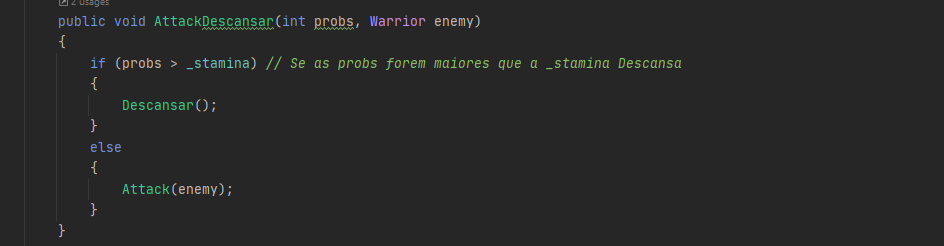 2 usages
public void AttackDescansar(int probs, Warrior enemy)
{
if (probs > _stamina) // Se as probs forem maiores que a _stamina Descansa
{
Descansar();
}
else
{
Attack(enemy);
}
}